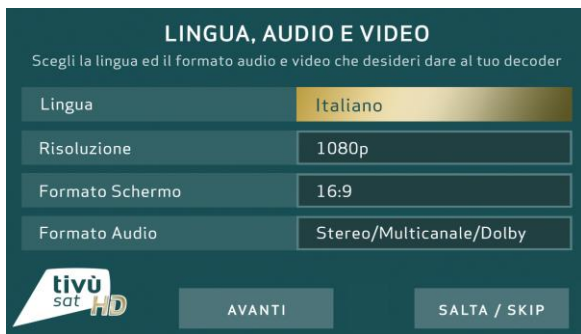 LINGUA, AUDIO E VIDEO
Scegli la lingua ed il formato audio e video che desideri dare al tuo decoder
Lingua Italiano
Risoluzione 1080p
Formato Schermo 16:9
Formato Audio Stereo/Multicanale/Dolby
tivù
sat HD
AVANTI SALTA / SKIP